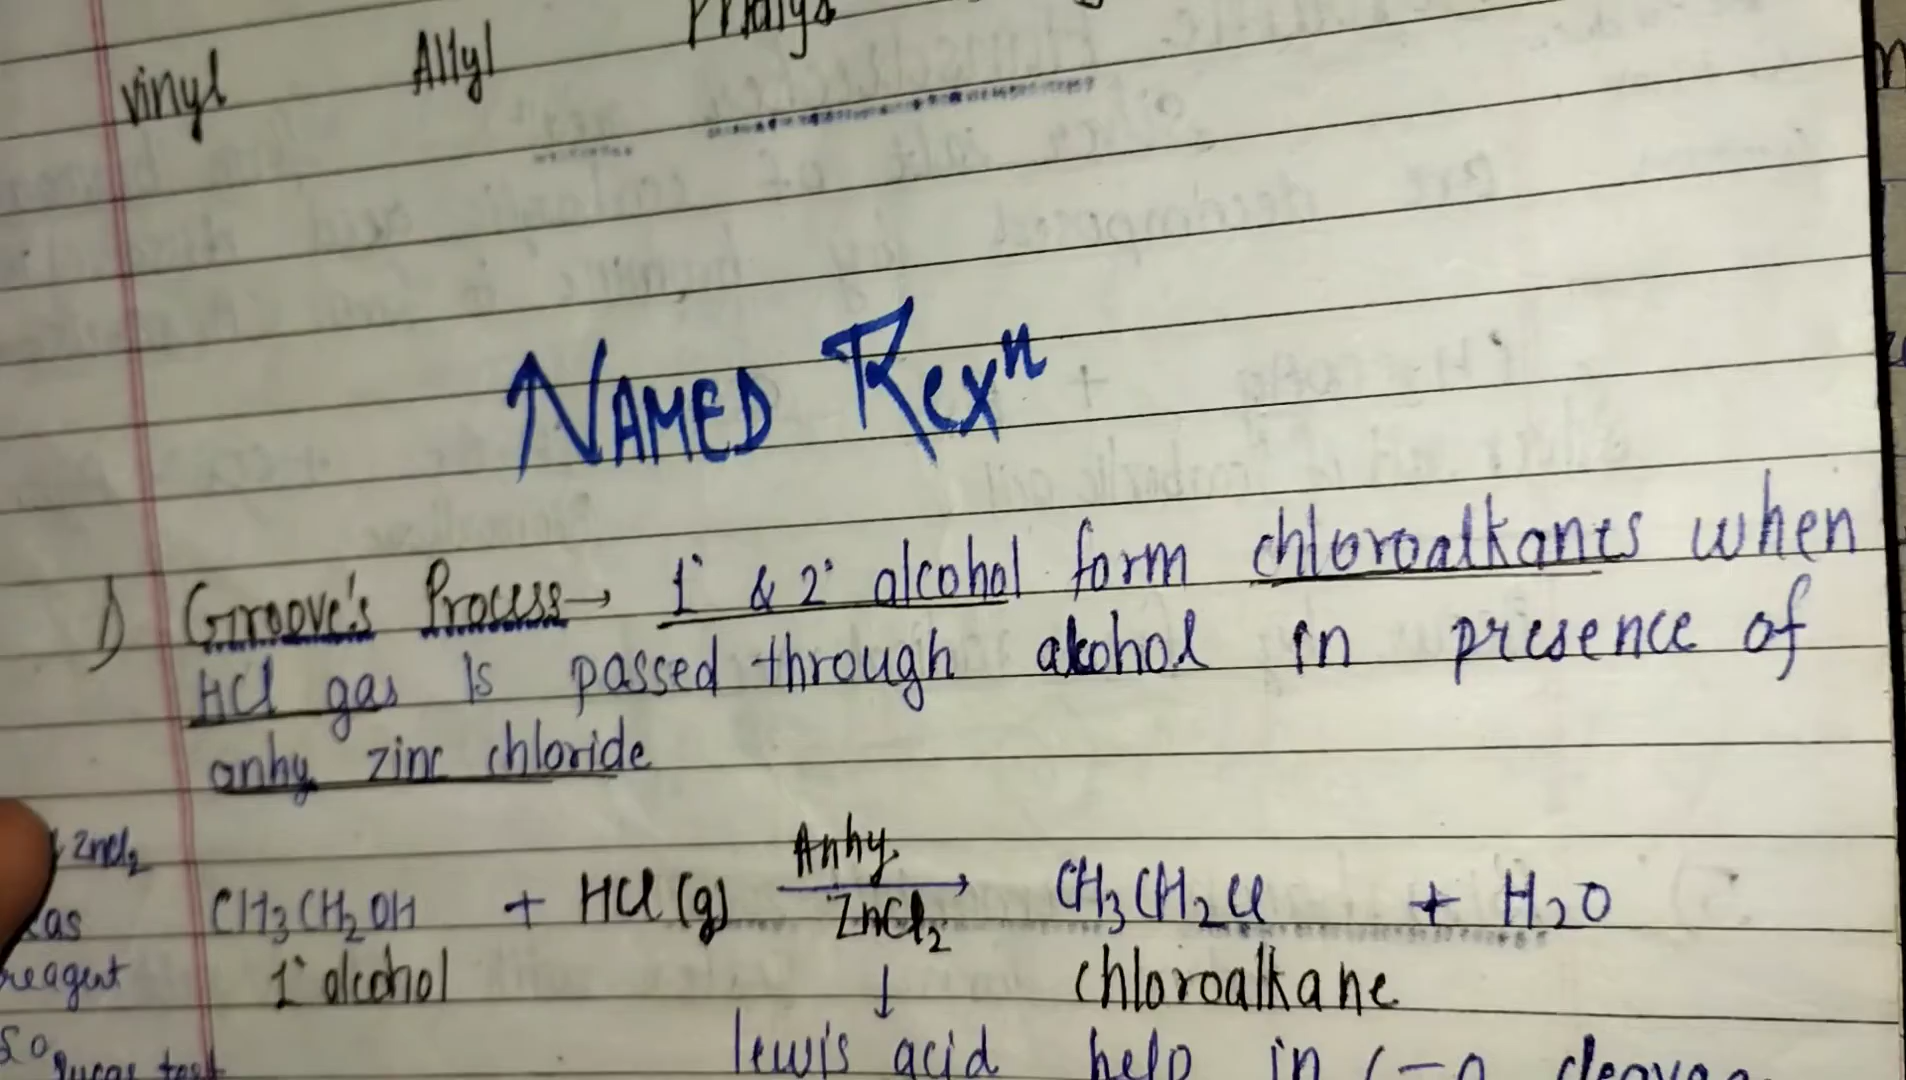 Vinyl Allyl
NAMED Rexⁿ
1) Groove's Process → 1° & 2° alcohol form chloroalkanes when
HCl gas is passed through alcohol in presence of
anhy zinc chloride
ZnCl₂
Anhy.
CH3CH2OH + HCl (g) → CH3CH2Cl + H2O
ZnCl2
reagent 1° alcohol ↓ chloroalkane
lewis acid help in